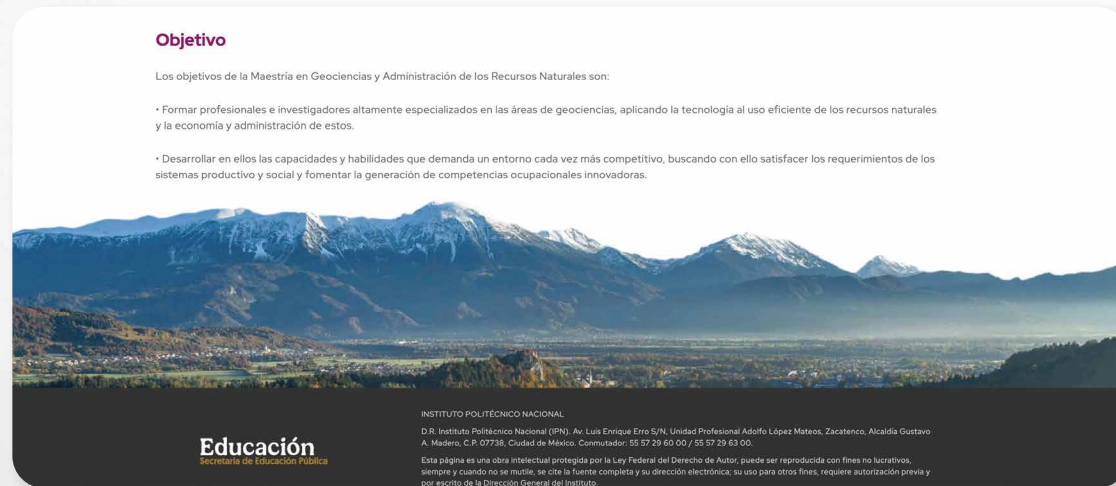 Objetivo
Los objetivos de la Maestría en Geociencias y Administración de los Recursos Naturales son:
• Formar profesionales e investigadores altamente especializados en las áreas de geociencias, aplicando la tecnología al uso eficiente de los recursos naturales
y la economía y administración de estos.
• Desarrollar en ellos las capacidades y habilidades que demanda un entorno cada vez más competitivo, buscando con ello satisfacer los requerimientos de los
sistemas productivo y social y fomentar la generación de competencias ocupacionales innovadoras.
Educación
Secretaría de Educación Pública
INSTITUTO POLITÉCNICO NACIONAL
D.R. Instituto Politécnico Nacional (IPN). Av. Luis Enrique Erro S/N, Unidad Profesional Adolfo López Mateos, Zacatenco, Alcaldía Gustavo
A. Madero, C.P. 07738, Ciudad de México. Conmutador: 55 57 29 60 00 / 55 57 29 63 00.
Esta página es una obra intelectual protegida por la Ley Federal del Derecho de Autor, puede ser reproducida con fines no lucrativos,
siempre y cuando no se mutile, se cite la fuente completa y su dirección electrónica; su uso para otros fines, requiere autorización previa y
por escrito de la Dirección General del Instituto.